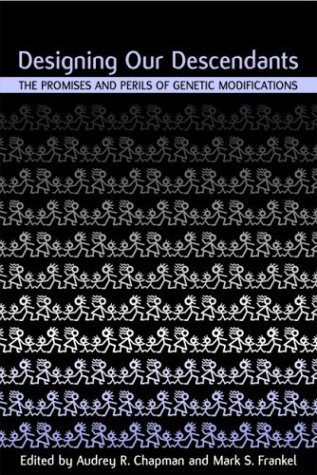 Designing Our Descendants
THE PROMISES AND PERILS OF GENETIC MODIFICATIONS
Edited by Audrey R. Chapman and Mark S. Frankel